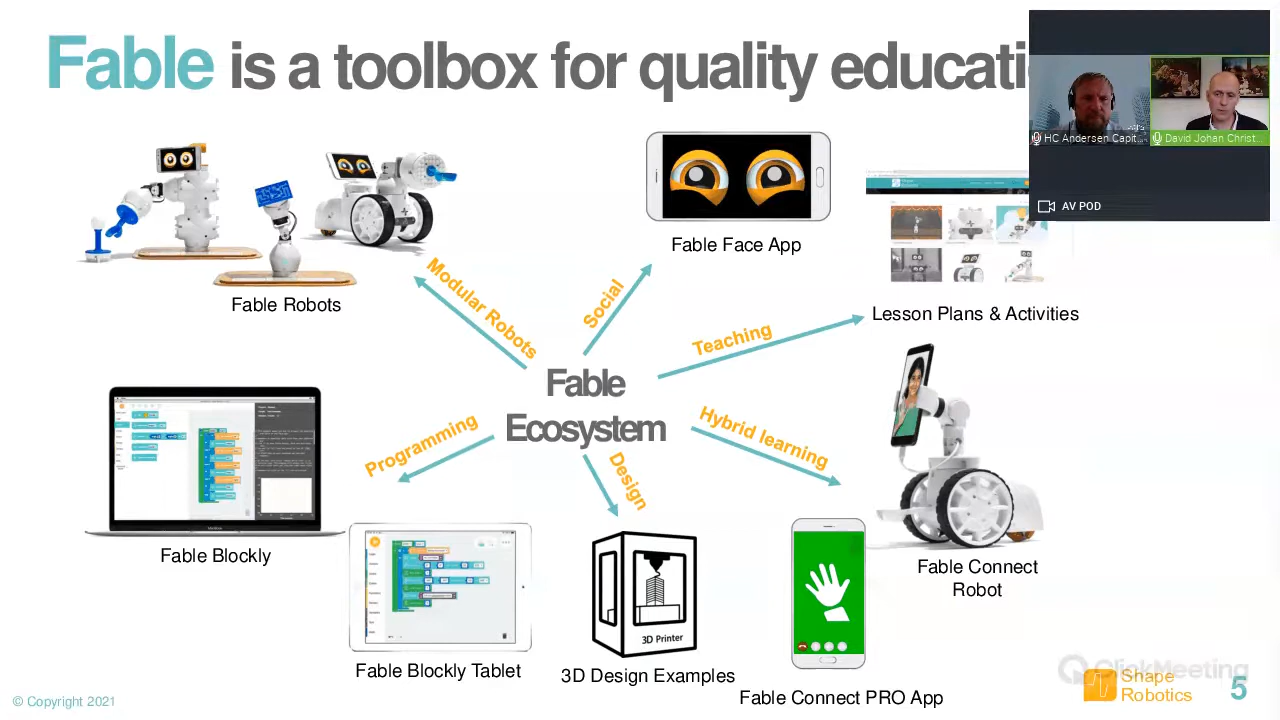 Fable is a toolbox for quality educati
HC Andersen Capit...
David Johan Christ...
AV POD
Fable Face App
Modular Robots
Social
Fable Robots
Teaching
Lesson Plans & Activities
Fable
Ecosystem
Programming
Hybrid learning
Design
Fable Blockly
Fable Connect
Robot
3D Printer
Fable Blockly Tablet
3D Design Examples
Fable Connect PRO App
ClickMeeting
Shape
Robotics
5
© Copyright 2021